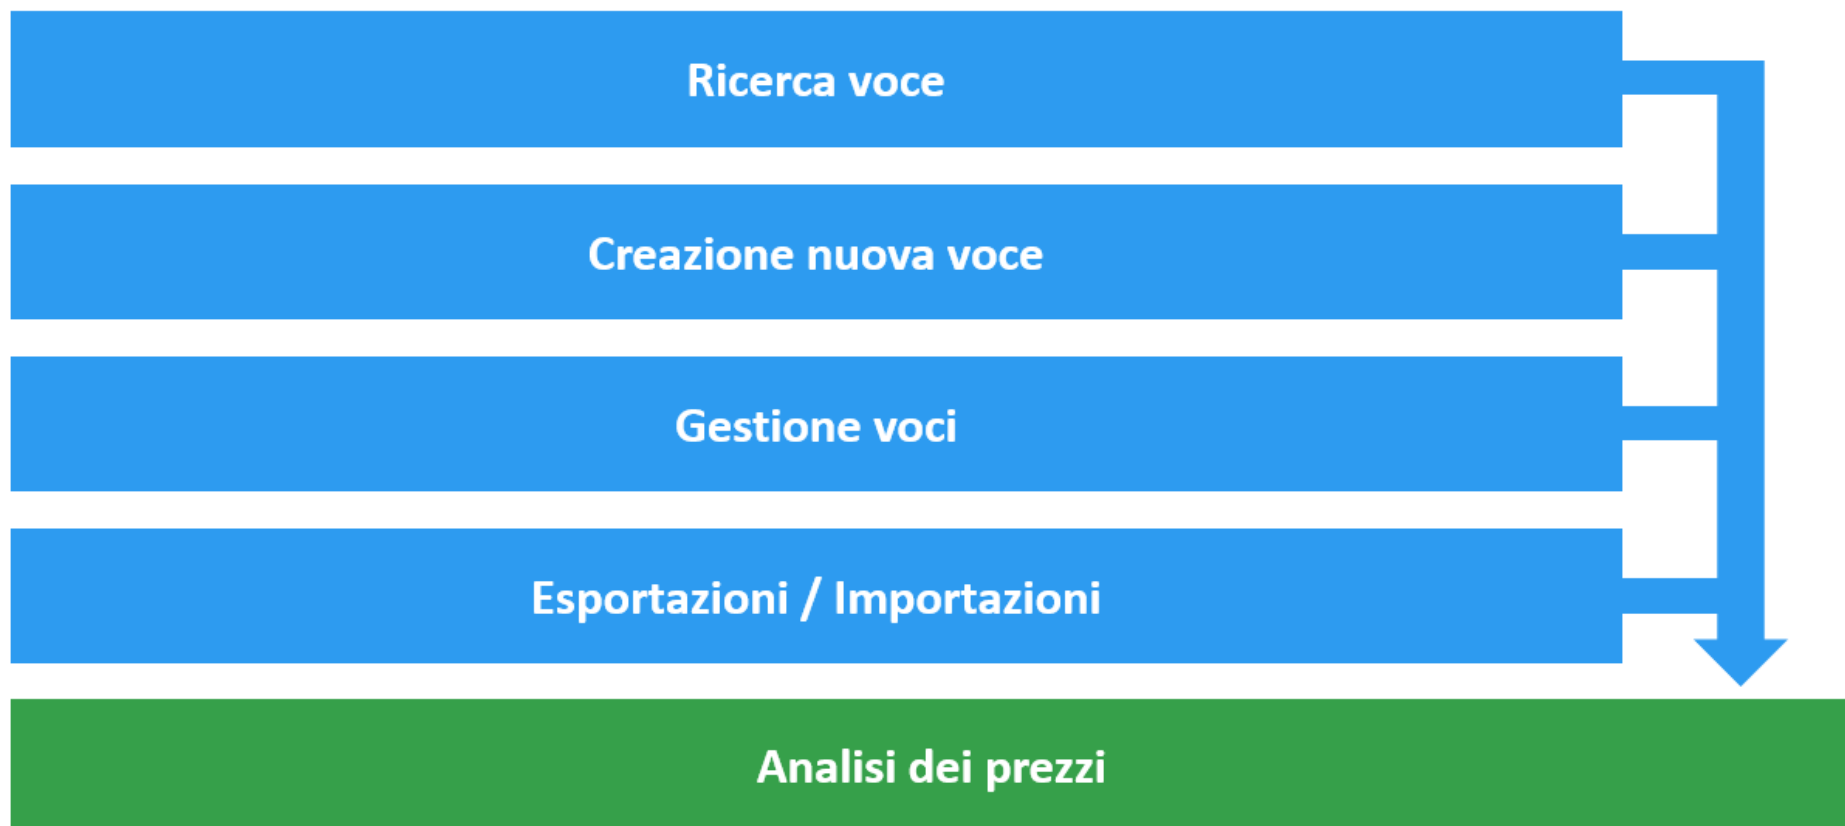 Ricerca voce
Creazione nuova voce
Gestione voci
Esportazioni / Importazioni
Analisi dei prezzi